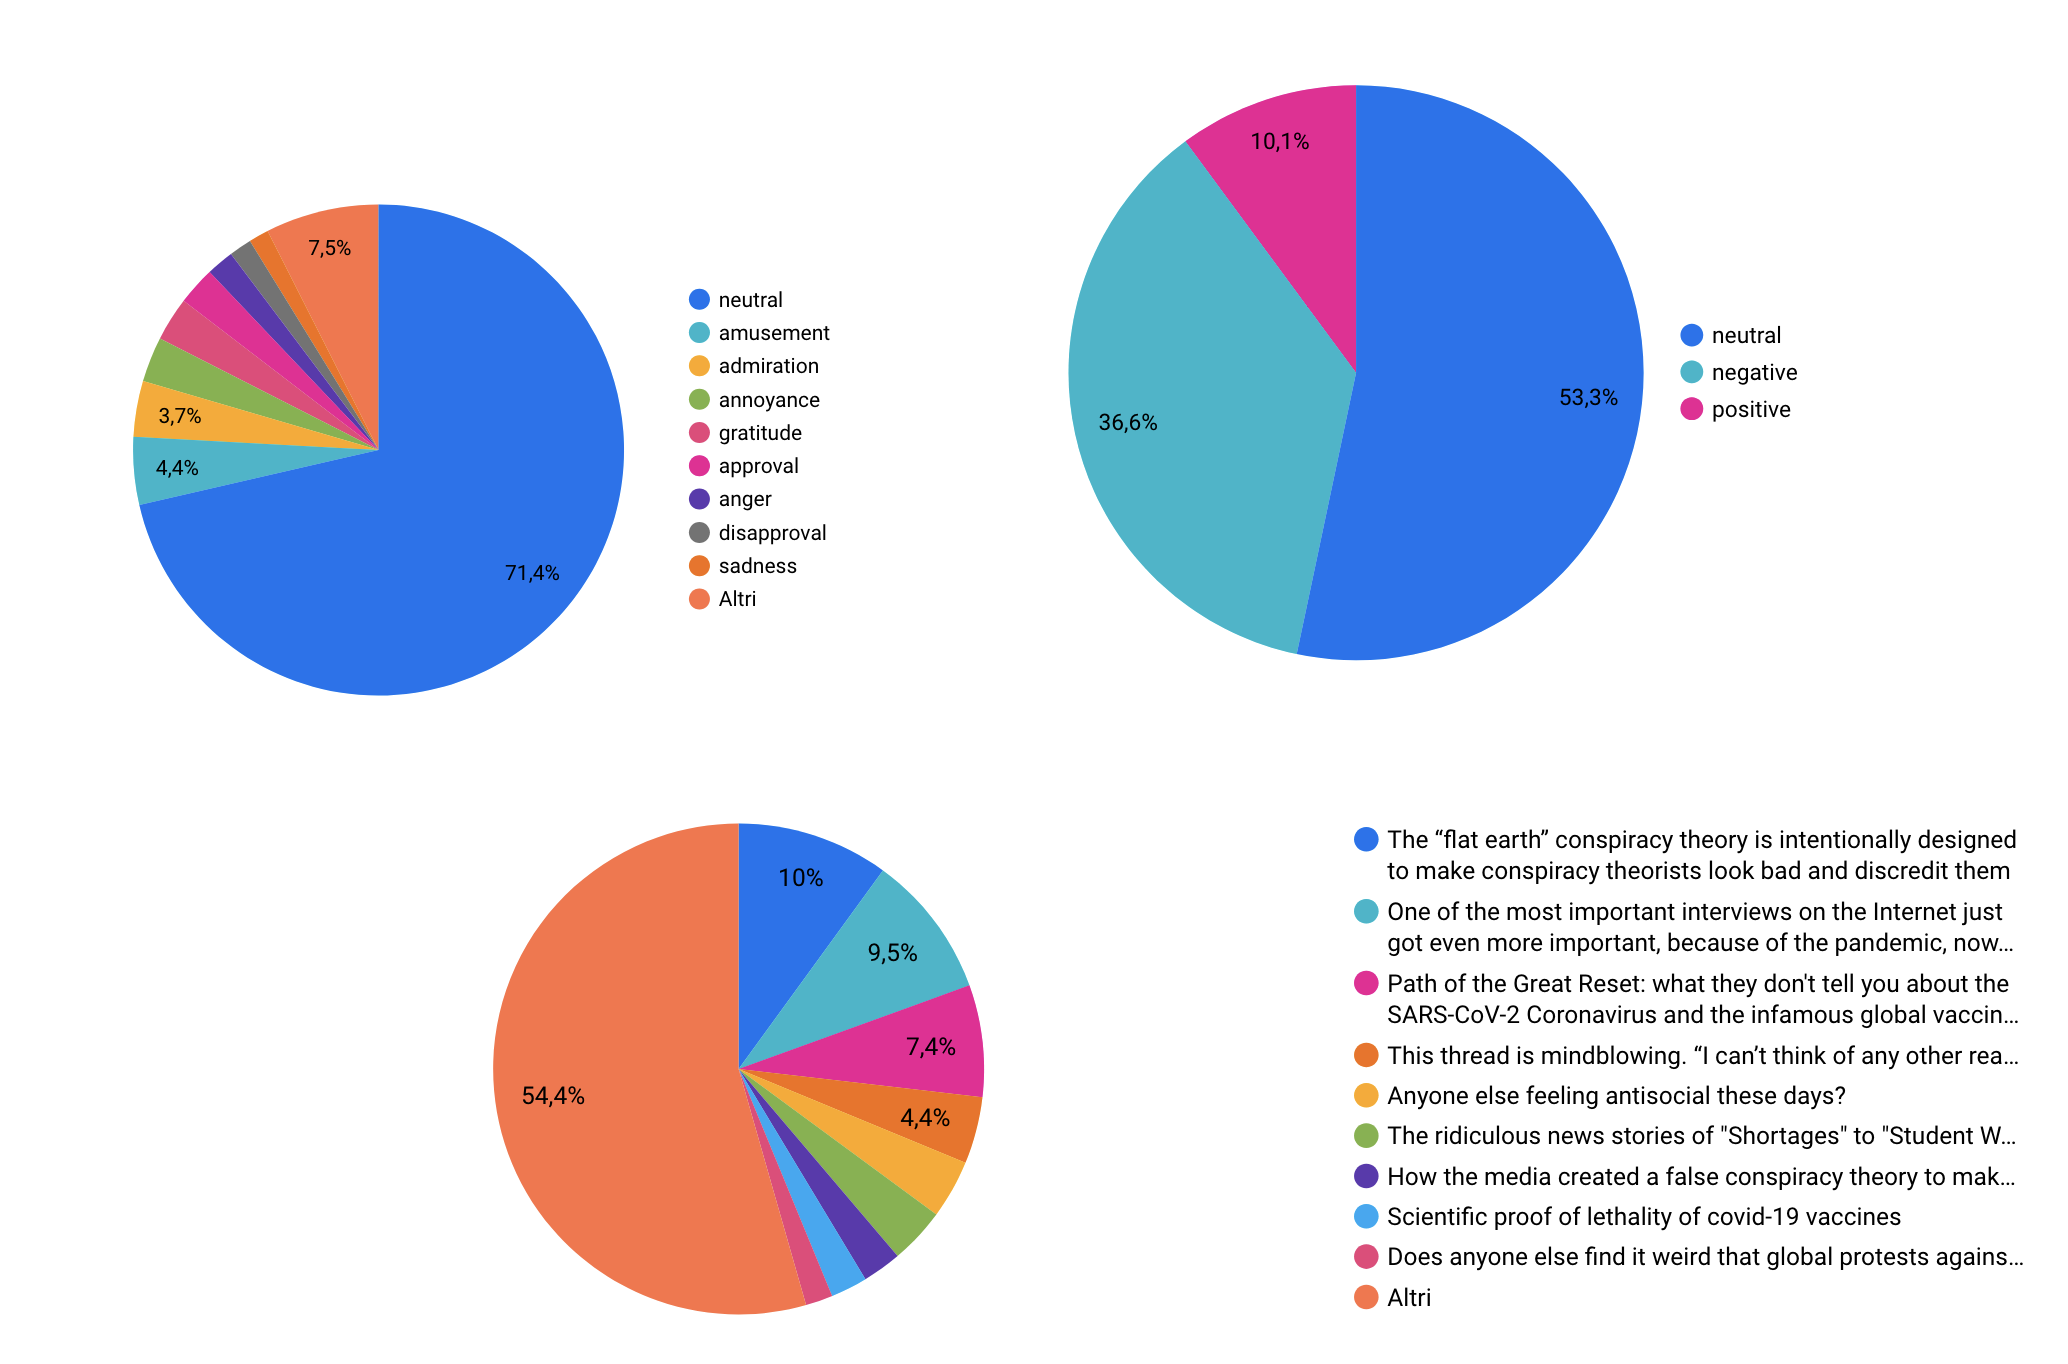 7,5%
3,7%
4,4%
71,4%
neutral
amusement
admiration
annoyance
gratitude
approval
anger
disapproval
sadness
Altri
10,1%
36,6%
53,3%
neutral
negative
positive
10%
9,5%
7,4%
4,4%
54,4%
The “flat earth” conspiracy theory is intentionally designed
to make conspiracy theorists look bad and discredit them
One of the most important interviews on the Internet just
got even more important, because of the pandemic, now…
Path of the Great Reset: what they don't tell you about the
SARS-CoV-2 Coronavirus and the infamous global vaccin…
This thread is mindblowing. “I can’t think of any other rea…
Anyone else feeling antisocial these days?
The ridiculous news stories of "Shortages" to "Student W…
How the media created a false conspiracy theory to mak…
Scientific proof of lethality of covid-19 vaccines
Does anyone else find it weird that global protests agains…
Altri